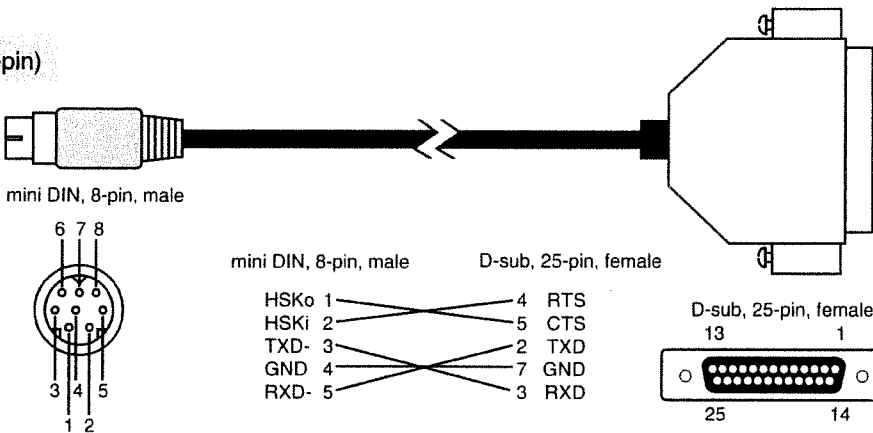 pin)
mini DIN, 8-pin, male
6 7 8
3 4 5
1 2
mini DIN, 8-pin, male D-sub, 25-pin, female
HSKo 1 4 RTS
HSKi 2 5 CTS
TXD- 3 2 TXD
GND 4 7 GND
RXD- 5 3 RXD
D-sub, 25-pin, female
13 1
25 14